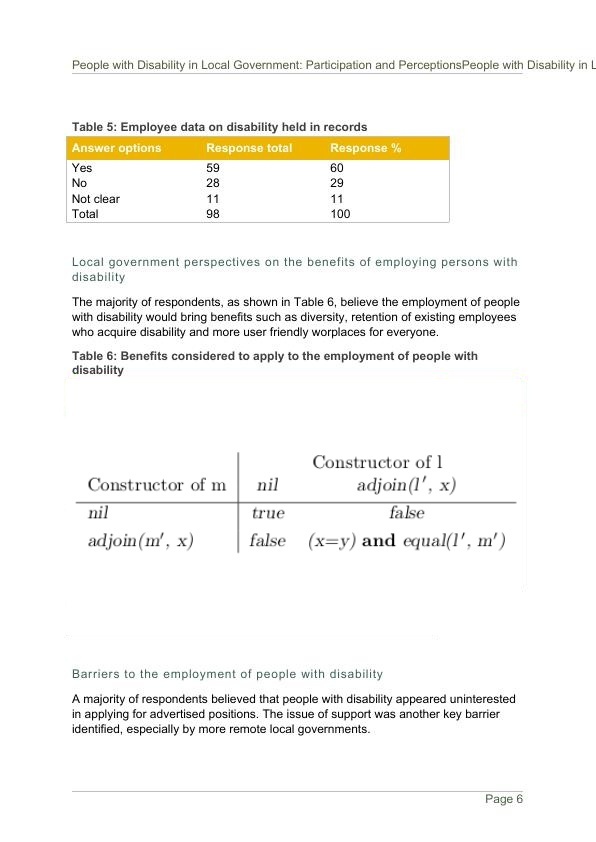 People with Disability in Local Government: Participation and PerceptionsPeople with Disability in L
Table 5: Employee data on disability held in records
Answer options Response total Response %
Yes 59 60
No 28 29
Not clear 11 11
Total 98 100
Local government perspectives on the benefits of employing persons with
disability
The majority of respondents, as shown in Table 6, believe the employment of people
with disability would bring benefits such as diversity, retention of existing employees
who acquire disability and more user friendly worplaces for everyone.
Table 6: Benefits considered to apply to the employment of people with
disability
Constructor of l
Constructor of m nil adjoin(l′, x)
nil true false
adjoin(m′, x) false (x=y) and equal(l′, m′)
Barriers to the employment of people with disability
A majority of respondents believed that people with disability appeared uninterested
in applying for advertised positions. The issue of support was another key barrier
identified, especially by more remote local governments.
Page 6